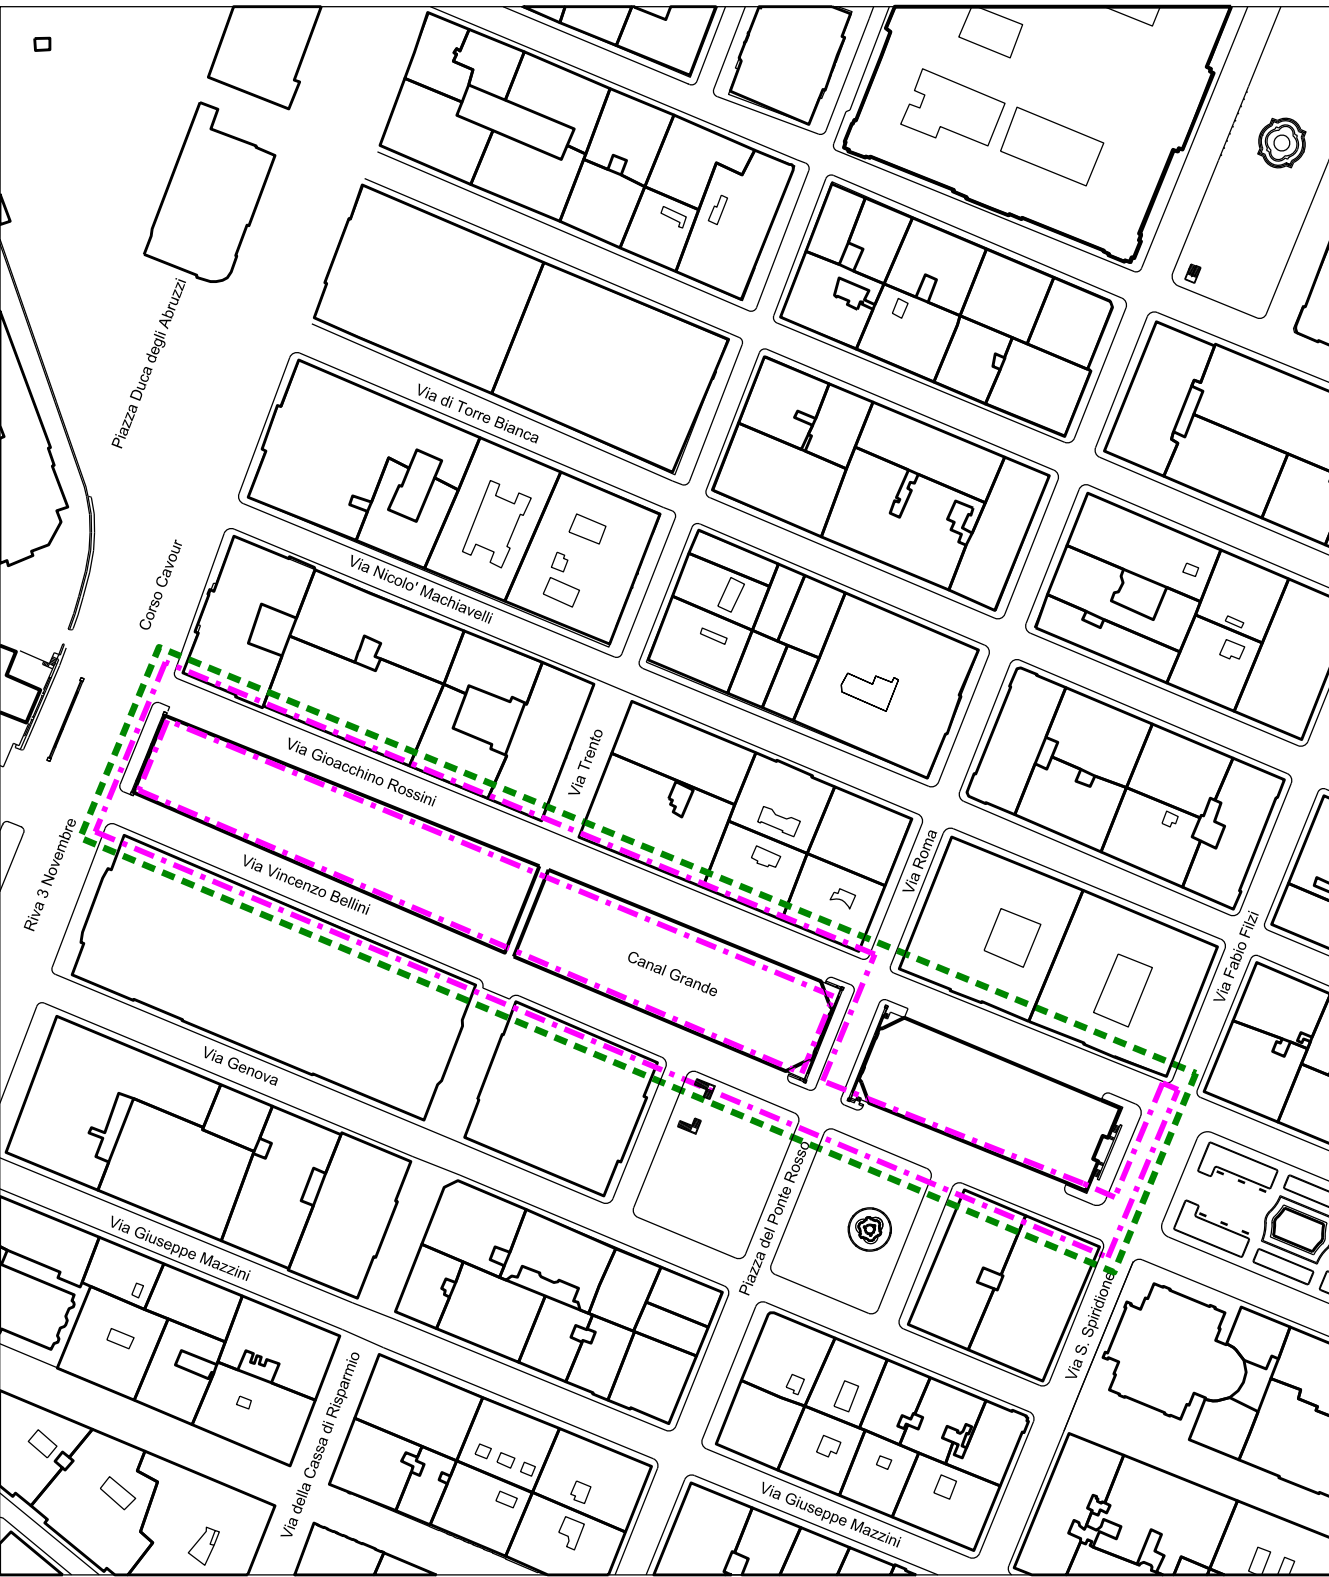 Piazza Duca degli Abruzzi
Via di Torre Bianca
Corso Cavour
Via Nicolo' Machiavelli
Via Gioacchino Rossini
Via Trento
Riva 3 Novembre
Via Vincenzo Bellini
Via Roma
Canal Grande
Via Fabio Filzi
Via Genova
Piazza del Ponte Rosso
Via Giuseppe Mazzini
Via S. Spiridione
Via della Cassa di Risparmio
Via Giuseppe Mazzini